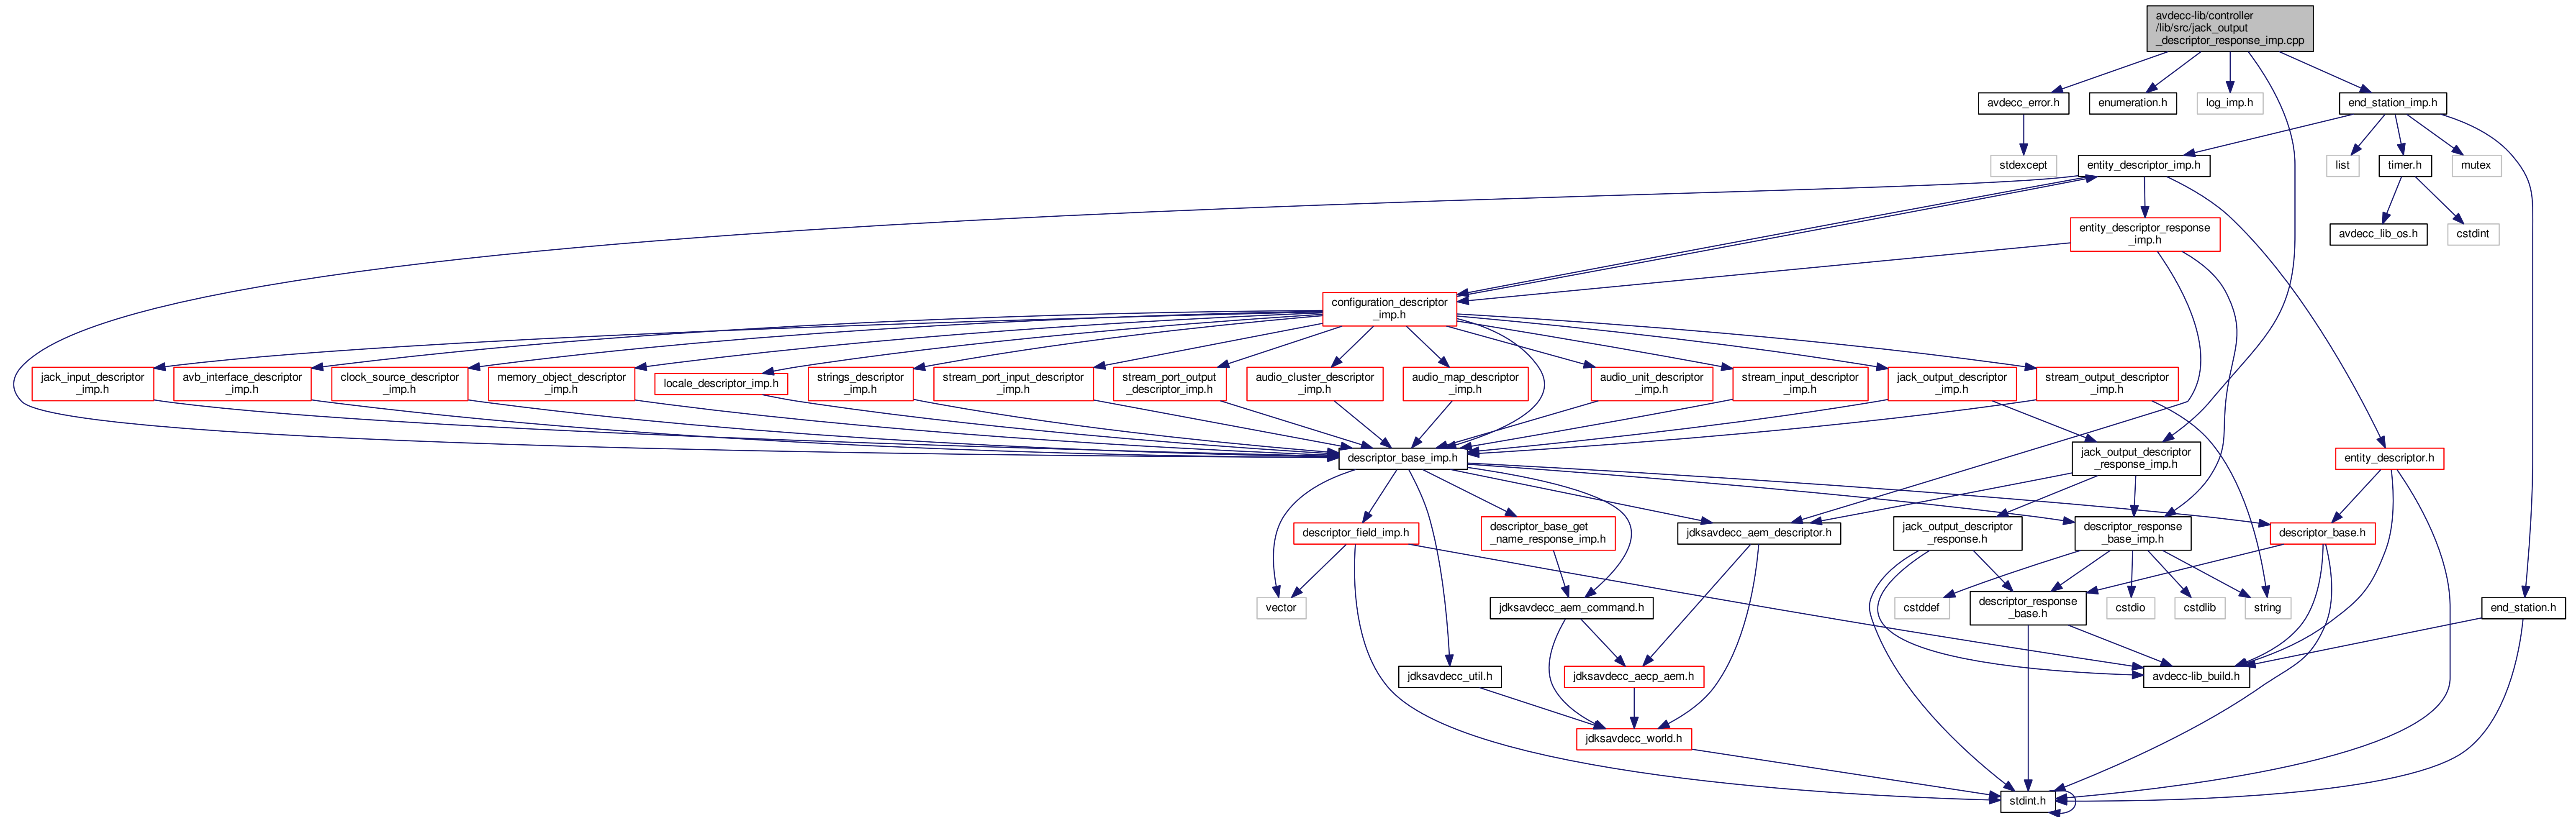 avdecc-lib/controller
/lib/src/jack_output
_descriptor_response_imp.cpp
avdecc_error.h
enumeration.h
log_imp.h
end_station_imp.h
stdexcept
entity_descriptor_imp.h
list
timer.h
mutex
entity_descriptor_response
_imp.h
avdecc_lib_os.h
cstdint
configuration_descriptor
_imp.h
jack_input_descriptor
_imp.h
avb_interface_descriptor
_imp.h
clock_source_descriptor
_imp.h
memory_object_descriptor
_imp.h
locale_descriptor_imp.h
strings_descriptor
_imp.h
stream_port_input_descriptor
_imp.h
stream_port_output
_descriptor_imp.h
audio_cluster_descriptor
_imp.h
audio_map_descriptor
_imp.h
audio_unit_descriptor
_imp.h
stream_input_descriptor
_imp.h
jack_output_descriptor
_imp.h
stream_output_descriptor
_imp.h
descriptor_base_imp.h
jack_output_descriptor
_response_imp.h
entity_descriptor.h
descriptor_field_imp.h
descriptor_base_get
_name_response_imp.h
jdksavdecc_aem_descriptor.h
jack_output_descriptor
_response.h
descriptor_response
_base_imp.h
descriptor_base.h
vector
jdksavdecc_aem_command.h
cstddef
descriptor_response
_base.h
cstdio
cstdlib
string
end_station.h
jdksavdecc_util.h
jdksavdecc_aecp_aem.h
avdecc-lib_build.h
jdksavdecc_world.h
stdint.h